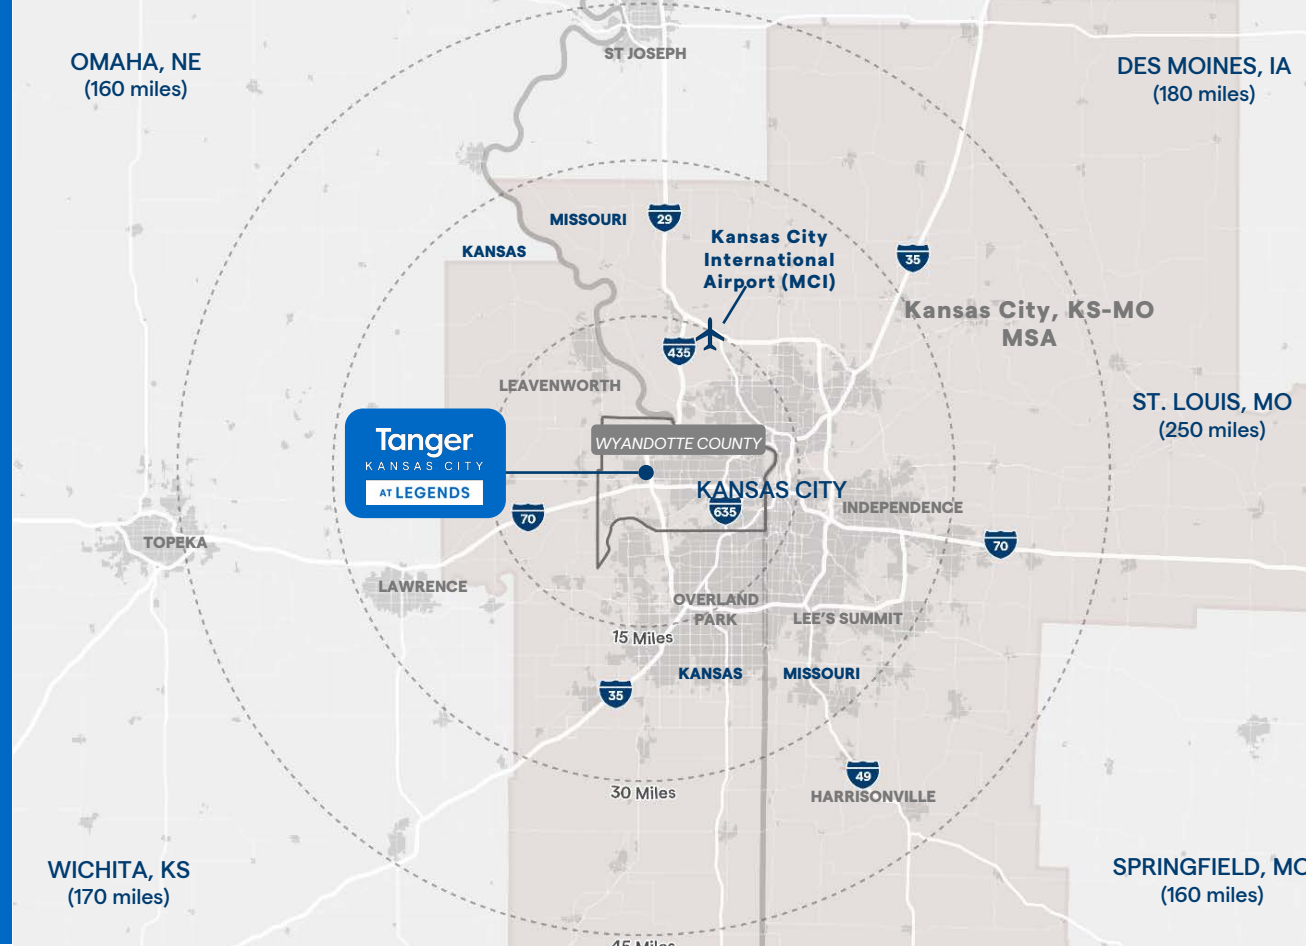 ST JOSEPH
OMAHA, NE
(160 miles)
DES MOINES, IA
(180 miles)
MISSOURI
29
KANSAS
Kansas City
International
Airport (MCI)
35
Kansas City, KS-MO
MSA
435
LEAVENWORTH
ST. LOUIS, MO
(250 miles)
Tanger
KANSAS CITY
AT LEGENDS
WYANDOTTE COUNTY
KANSAS CITY
635
INDEPENDENCE
70
70
TOPEKA
LAWRENCE
OVERLAND
PARK
LEE'S SUMMIT
15 Miles
KANSAS
MISSOURI
35
49
30 Miles
HARRISONVILLE
WICHITA, KS
(170 miles)
SPRINGFIELD, MO
(160 miles)
45 Miles